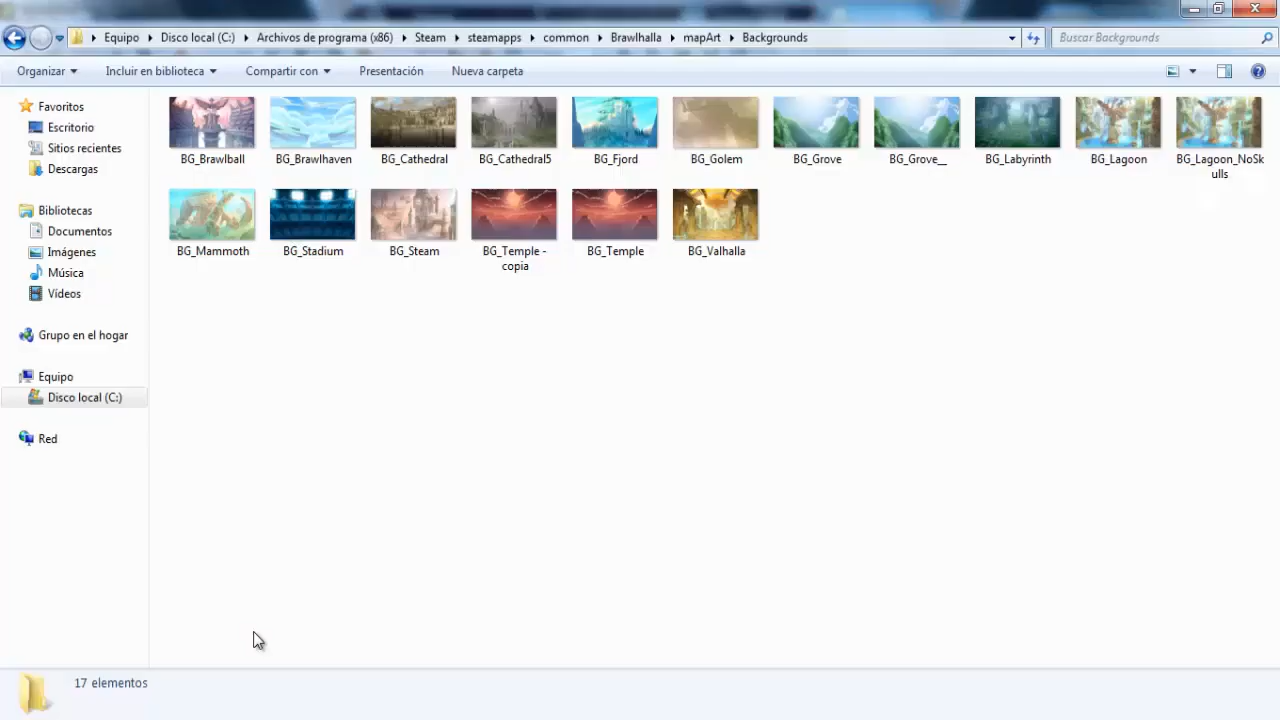 Equipo Disco local (C:) Archivos de programa (x86) Steam steamapps common Brawlhalla mapArt Backgrounds Buscar Backgrounds
Organizar Incluir en biblioteca Compartir con Presentación Nueva carpeta
Favoritos
Escritorio
Sitios recientes
Descargas
Bibliotecas
Documentos
Imágenes
Música
Vídeos
Grupo en el hogar
Equipo
Disco local (C:)
Red
BG_Brawlball BG_Brawlhaven BG_Cathedral BG_Cathedral5 BG_Fjord BG_Golem BG_Grove BG_Grove__ BG_Labyrinth BG_Lagoon BG_Lagoon_NoSk
ulls
BG_Mammoth BG_Stadium BG_Steam BG_Temple - BG_Temple BG_Valhalla
copia
17 elementos